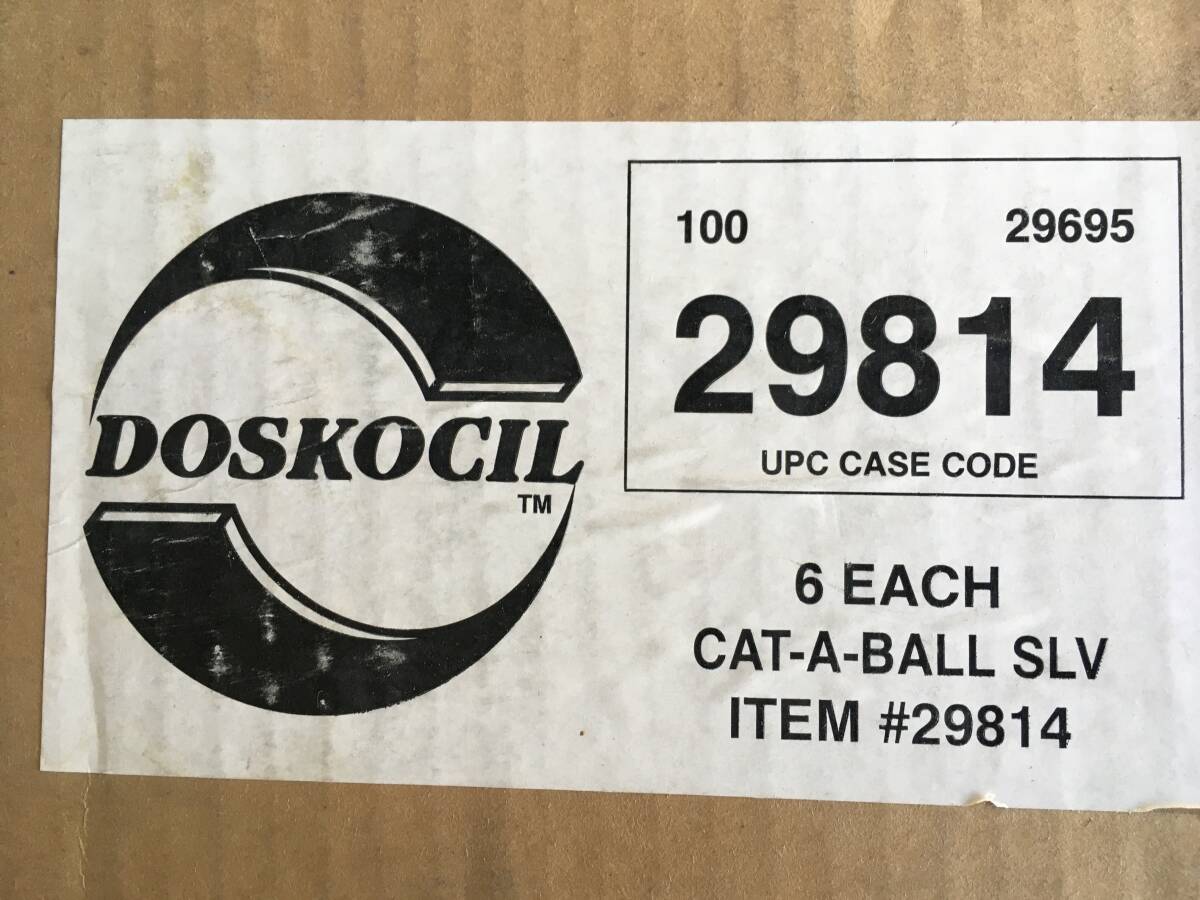 DOSKOCIL
TM
100 29695
29814
UPC CASE CODE
6 EACH
CAT-A-BALL SLV
ITEM #29814